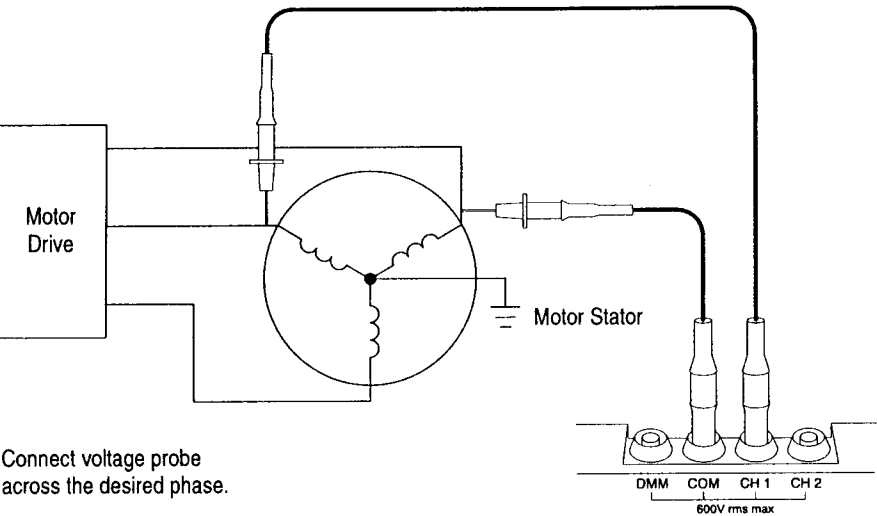 Motor
Drive
Motor Stator
Connect voltage probe
across the desired phase.
DMM COM CH 1 CH 2
600V rms max